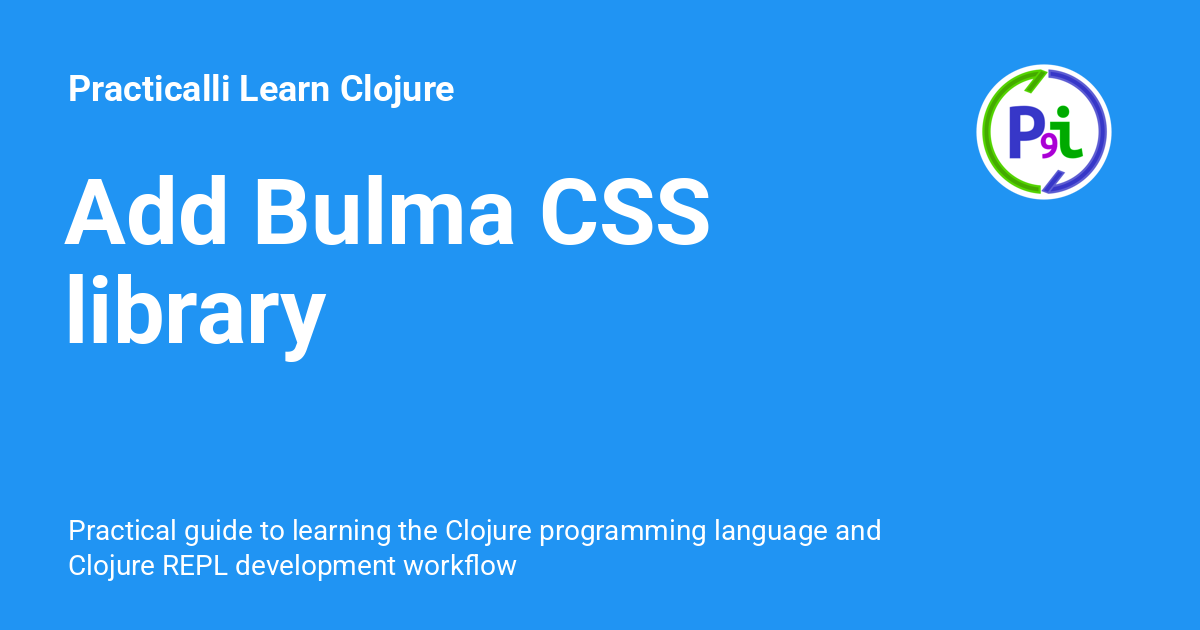 Practicalli Learn Clojure
P9i
Add Bulma CSS
library
Practical guide to learning the Clojure programming language and
Clojure REPL development workflow